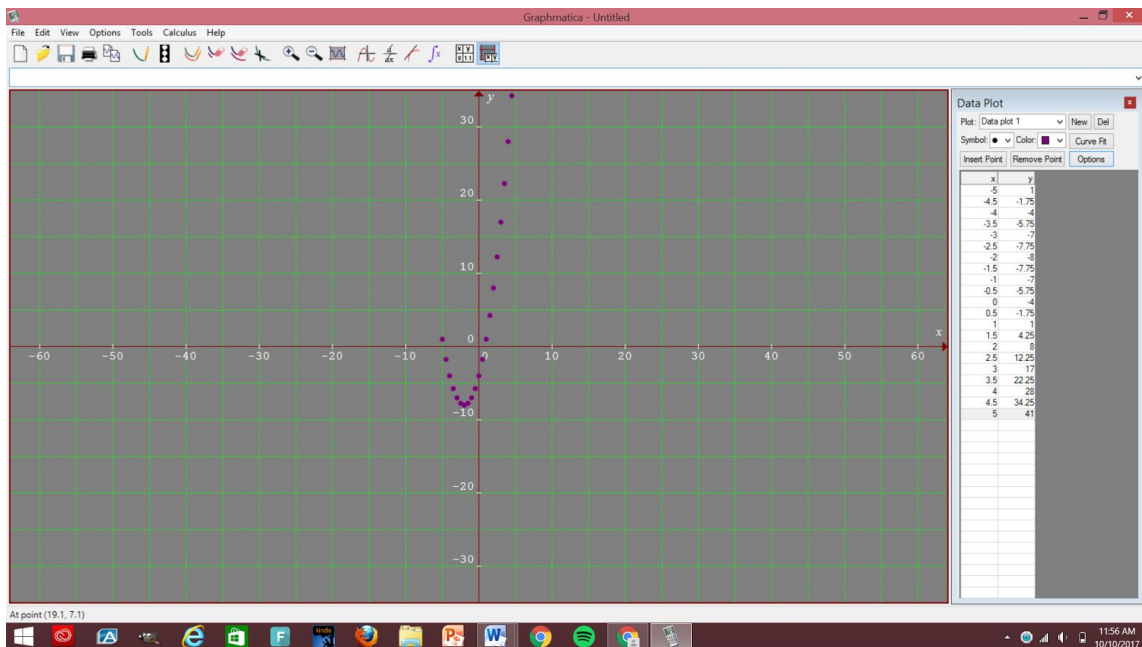 Graphmatica - Untitled
File Edit View Options Tools Calculus Help
Data Plot
Plot: Data plot 1 New Del
Symbol: Color: Curve Fit
Insert Point Remove Point Options
x y
-5 1
-4.5 -1.75
-4 -4
-3.5 -5.75
-3 -7
-2.5 -7.75
-2 -8
-1.5 -7.75
-1 -7
-0.5 -5.75
0 -4
0.5 -1.75
1 1
1.5 4.25
2 8
2.5 12.25
3 17
3.5 22.25
4 28
4.5 34.25
5 41
y
30
20
10
0 x
-60 -50 -40 -30 -20 -10 0 10 20 30 40 50 60
-10
-20
-30
At point (19.1, 7.1)
11:56 AM
10/10/2017